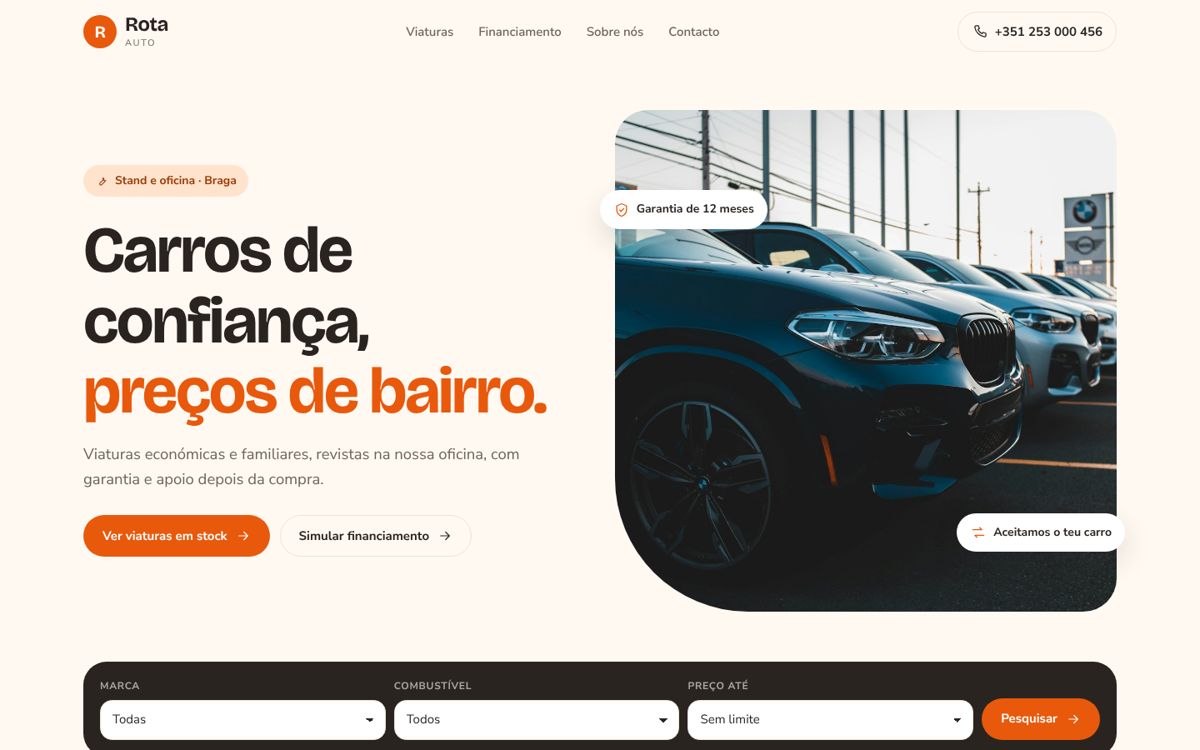 R
Rota
AUTO
Viaturas
Financiamento
Sobre nós
Contacto
+351 253 000 456
Stand e oficina · Braga
Carros de
confiança,
preços de bairro.
Viaturas económicas e familiares, revistas na nossa oficina, com
garantia e apoio depois da compra.
Ver viaturas em stock
Simular financiamento
Garantia de 12 meses
Aceitamos o teu carro
MARCA
Todas
COMBUSTÍVEL
Todos
PREÇO ATÉ
Sem limite
Pesquisar